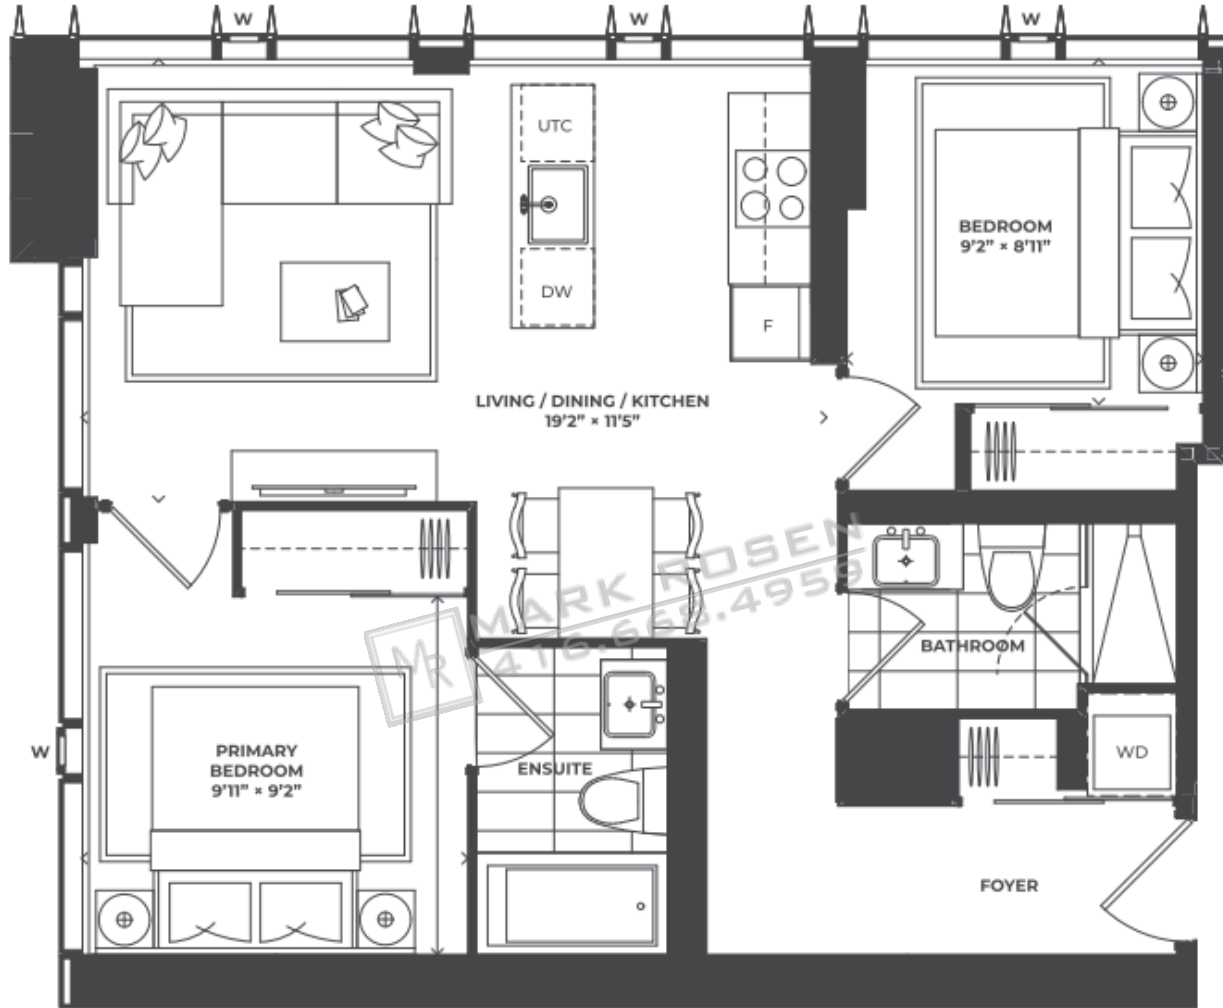 W
W
W
UTC
DW
F
BEDROOM
9'2" × 8'11"
LIVING / DINING / KITCHEN
19'2" × 11'5"
MR
MARK ROSEN
416.668.4959
BATHROOM
W
PRIMARY
BEDROOM
9'11" × 9'2"
ENSUITE
WD
FOYER